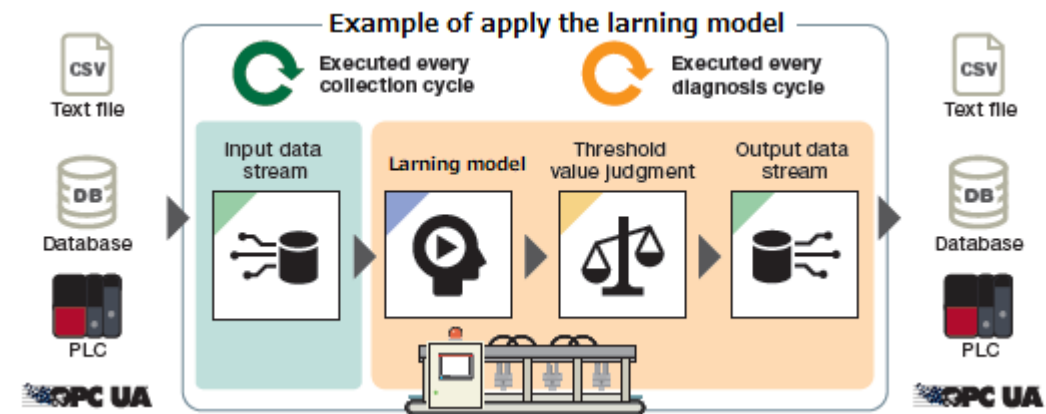 Example of apply the larning model
CSV
Text file
DB
Database
PLC
OPC UA
Executed every
collection cycle
Executed every
diagnosis cycle
Input data
stream
Larning model
Threshold
value judgment
Output data
stream
CSV
Text file
DB
Database
PLC
OPC UA